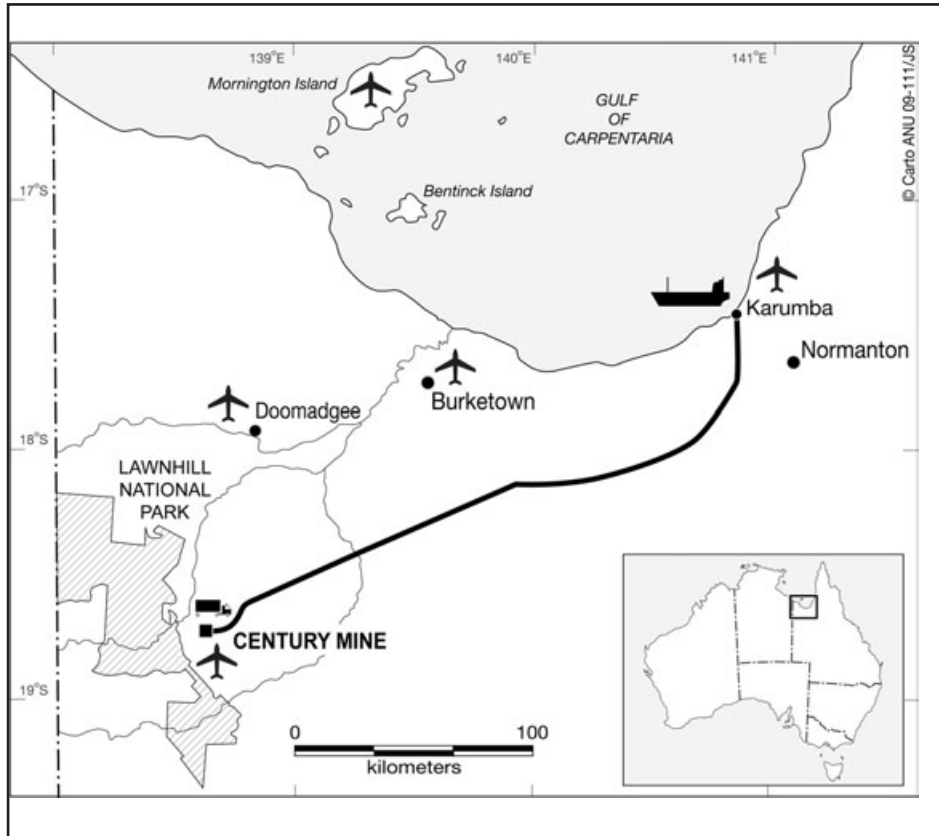 139°E
140°E
141°E
Mornington Island
GULF
OF
CARPENTARIA
© Carto ANU 09-111/JS
17°S
Bentinck Island
Karumba
Normanton
Burketown
Doomadgee
18°S
LAWNHILL
NATIONAL
PARK
CENTURY MINE
19°S
0
100
kilometers